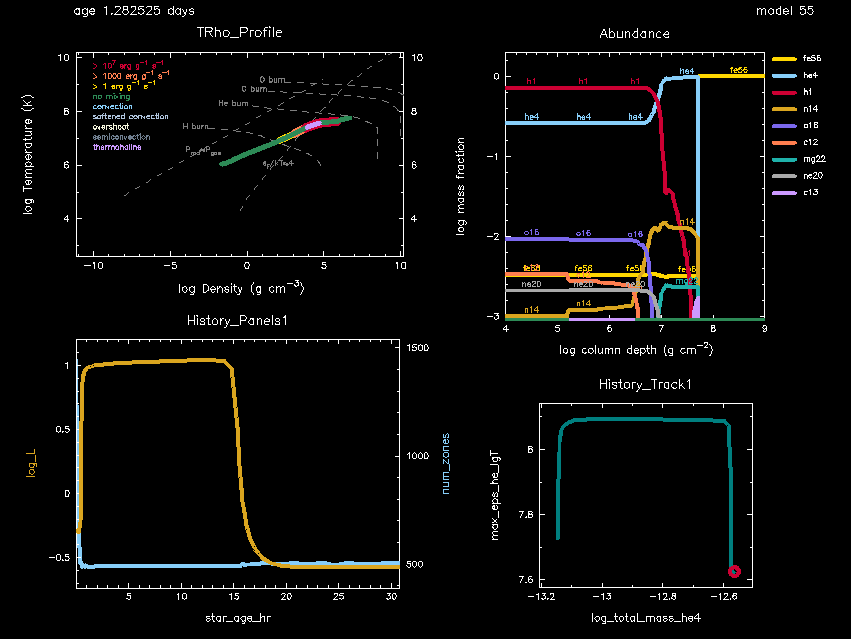 age 1.282525 days
model 55
TRho_Profile
10
8
6
4
−10
−5
0
5
10
10
8
6
4
log Temperature (K)
log Density (g cm−3)
> 10⁷ erg g⁻¹ s⁻¹
> 1000 erg g⁻¹ s⁻¹
> 1 erg g⁻¹ s⁻¹
no mixing
convection
softened convection
overshoot
semiconvection
thermohaline
O burn
C burn
He burn
H burn
Prad≈Pgas
εF/kT≈4
Abundance
0
−1
−2
−3
4
5
6
7
8
9
log mass fraction
log column depth (g cm−2)
he4
fe56
h1
h1
h1
he4
he4
he4
n14
o16
o16
o16
fe56
fe56
fe56
fe56
ne20
ne20
ne20
mg22
n14
n14
fe56
he4
h1
n14
o16
c12
mg22
ne20
c13
History_Panels1
1
0.5
0
−0.5
5
10
15
20
25
30
1500
1000
500
log_L
num_zones
star_age_hr
History_Track1
8
7.8
7.6
−13.2
−13
−12.8
−12.6
max_eps_he_lgT
log_total_mass_he4